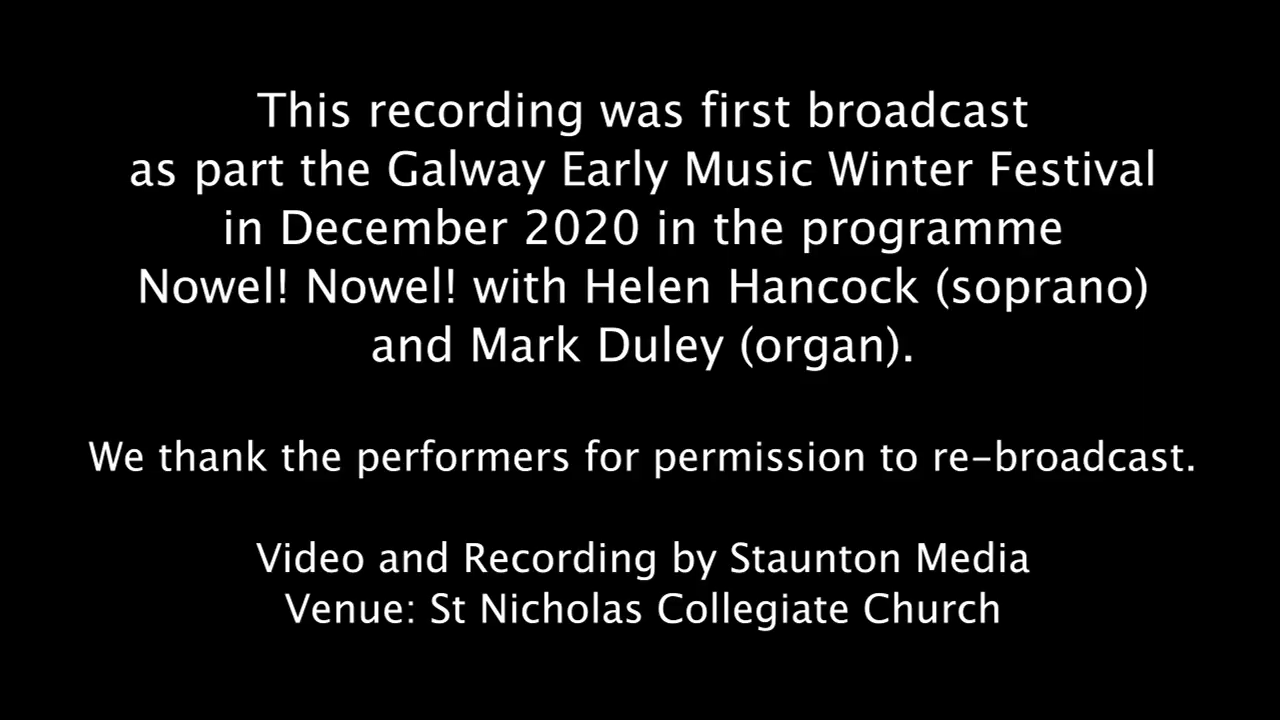 This recording was first broadcast
as part the Galway Early Music Winter Festival
in December 2020 in the programme
Nowel! Nowel! with Helen Hancock (soprano)
and Mark Duley (organ).
We thank the performers for permission to re-broadcast.
Video and Recording by Staunton Media
Venue: St Nicholas Collegiate Church